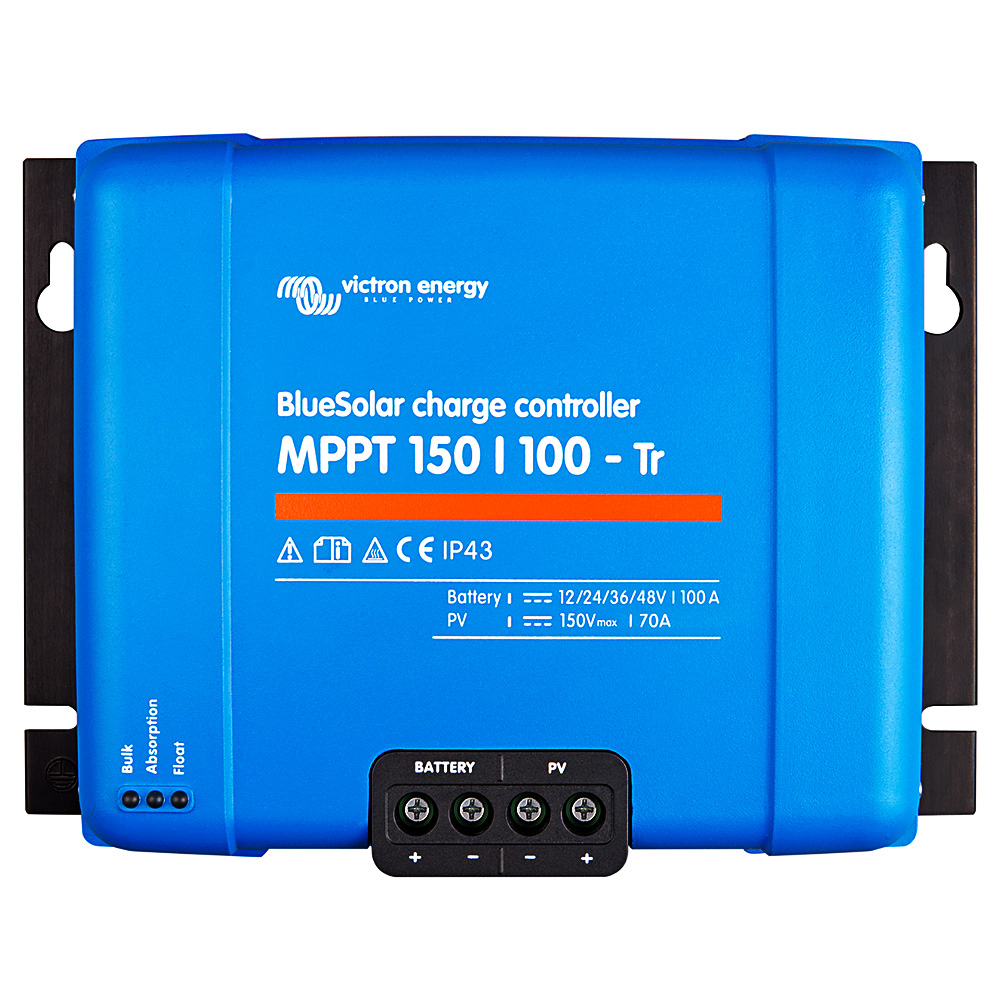 victron energy
BLUE POWER
BlueSolar charge controller
MPPT 150 | 100 - Tr
CE IP43
Battery 12/24/36/48V | 100 A
PV 150Vmax | 70A
Bulk
Absorption
Float
BATTERY PV
+ - - +